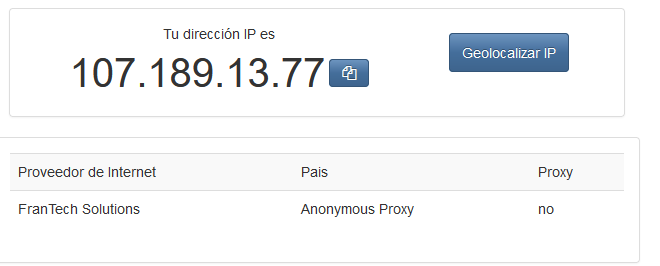 Tu dirección IP es
107.189.13.77
Geolocalizar IP
Proveedor de Internet Pais Proxy
FranTech Solutions Anonymous Proxy no